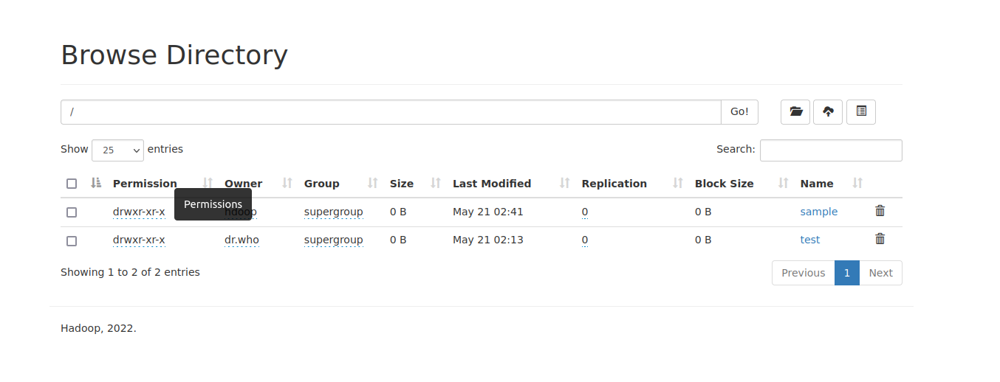 Browse Directory
/ Go!
Show 25 entries Search:
Permission Owner Group Size Last Modified Replication Block Size Name
Permissions
drwxr-xr-x hdoop supergroup 0 B May 21 02:41 0 0 B sample
drwxr-xr-x dr.who supergroup 0 B May 21 02:13 0 0 B test
Showing 1 to 2 of 2 entries Previous 1 Next
Hadoop, 2022.